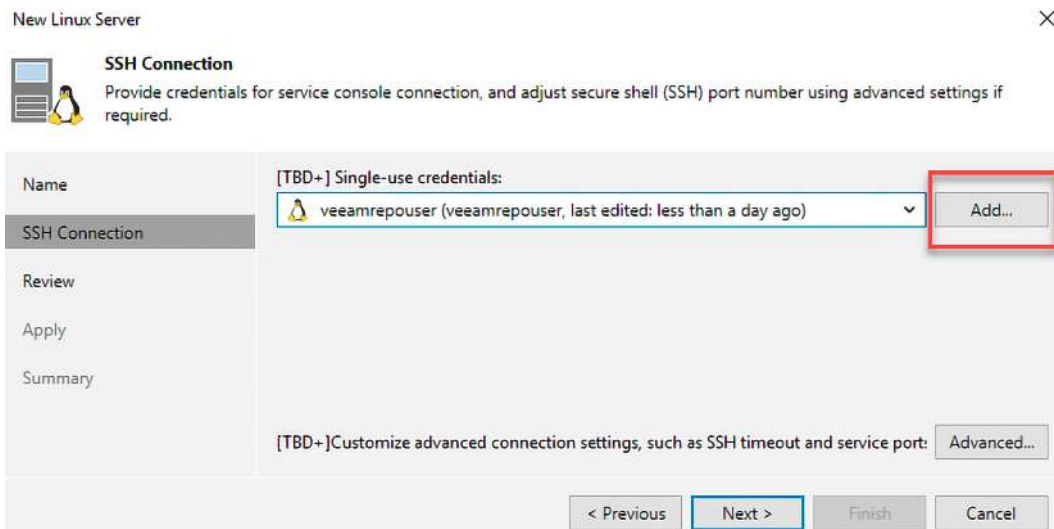 New Linux Server
SSH Connection
Provide credentials for service console connection, and adjust secure shell (SSH) port number using advanced settings if
required.
Name
SSH Connection
Review
Apply
Summary
[TBD+] Single-use credentials:
veeamrepouser (veeamrepouser, last edited: less than a day ago)
Add...
[TBD+]Customize advanced connection settings, such as SSH timeout and service port:
Advanced...
< Previous
Next >
Finish
Cancel